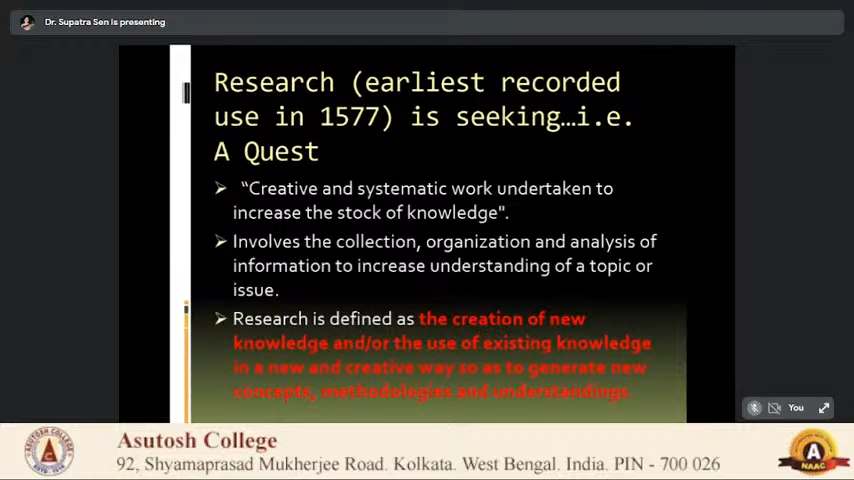 Dr. Supatra Sen is presenting
Research (earliest recorded
use in 1577) is seeking…i.e.
A Quest
➢ “Creative and systematic work undertaken to
increase the stock of knowledge".
➢ Involves the collection, organization and analysis of
information to increase understanding of a topic or
issue.
➢ Research is defined as the creation of new
knowledge and/or the use of existing knowledge
in a new and creative way so as to generate new
concepts, methodologies and understandings.
You
Asutosh College
92, Shyamaprasad Mukherjee Road. Kolkata. West Bengal. India. PIN - 700 026
ASUTOSH COLLEGE
A
NAAC